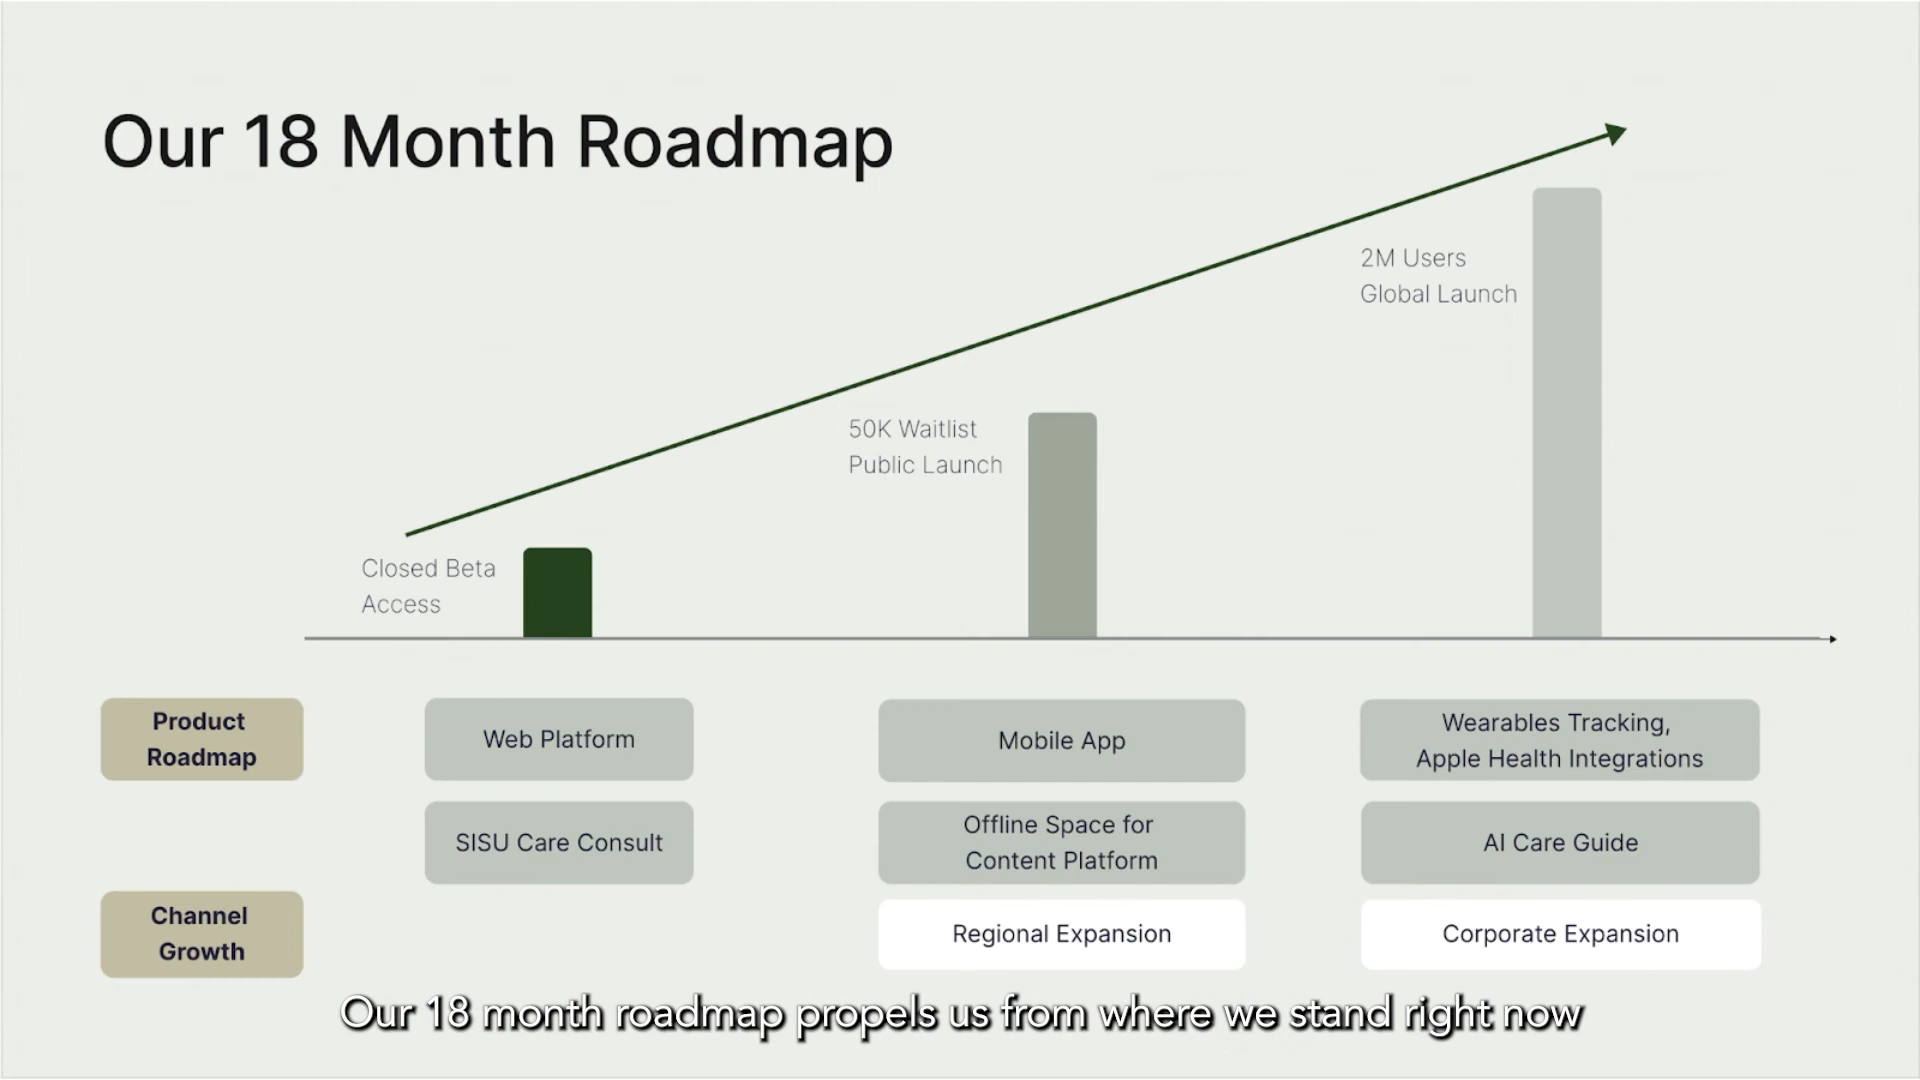 Our 18 Month Roadmap
2M Users
Global Launch
50K Waitlist
Public Launch
Closed Beta
Access
Product
Roadmap
Web Platform
Mobile App
Wearables Tracking,
Apple Health Integrations
SISU Care Consult
Offline Space for
Content Platform
AI Care Guide
Channel
Growth
Regional Expansion
Corporate Expansion
Our 18 month roadmap propels us from where we stand right now